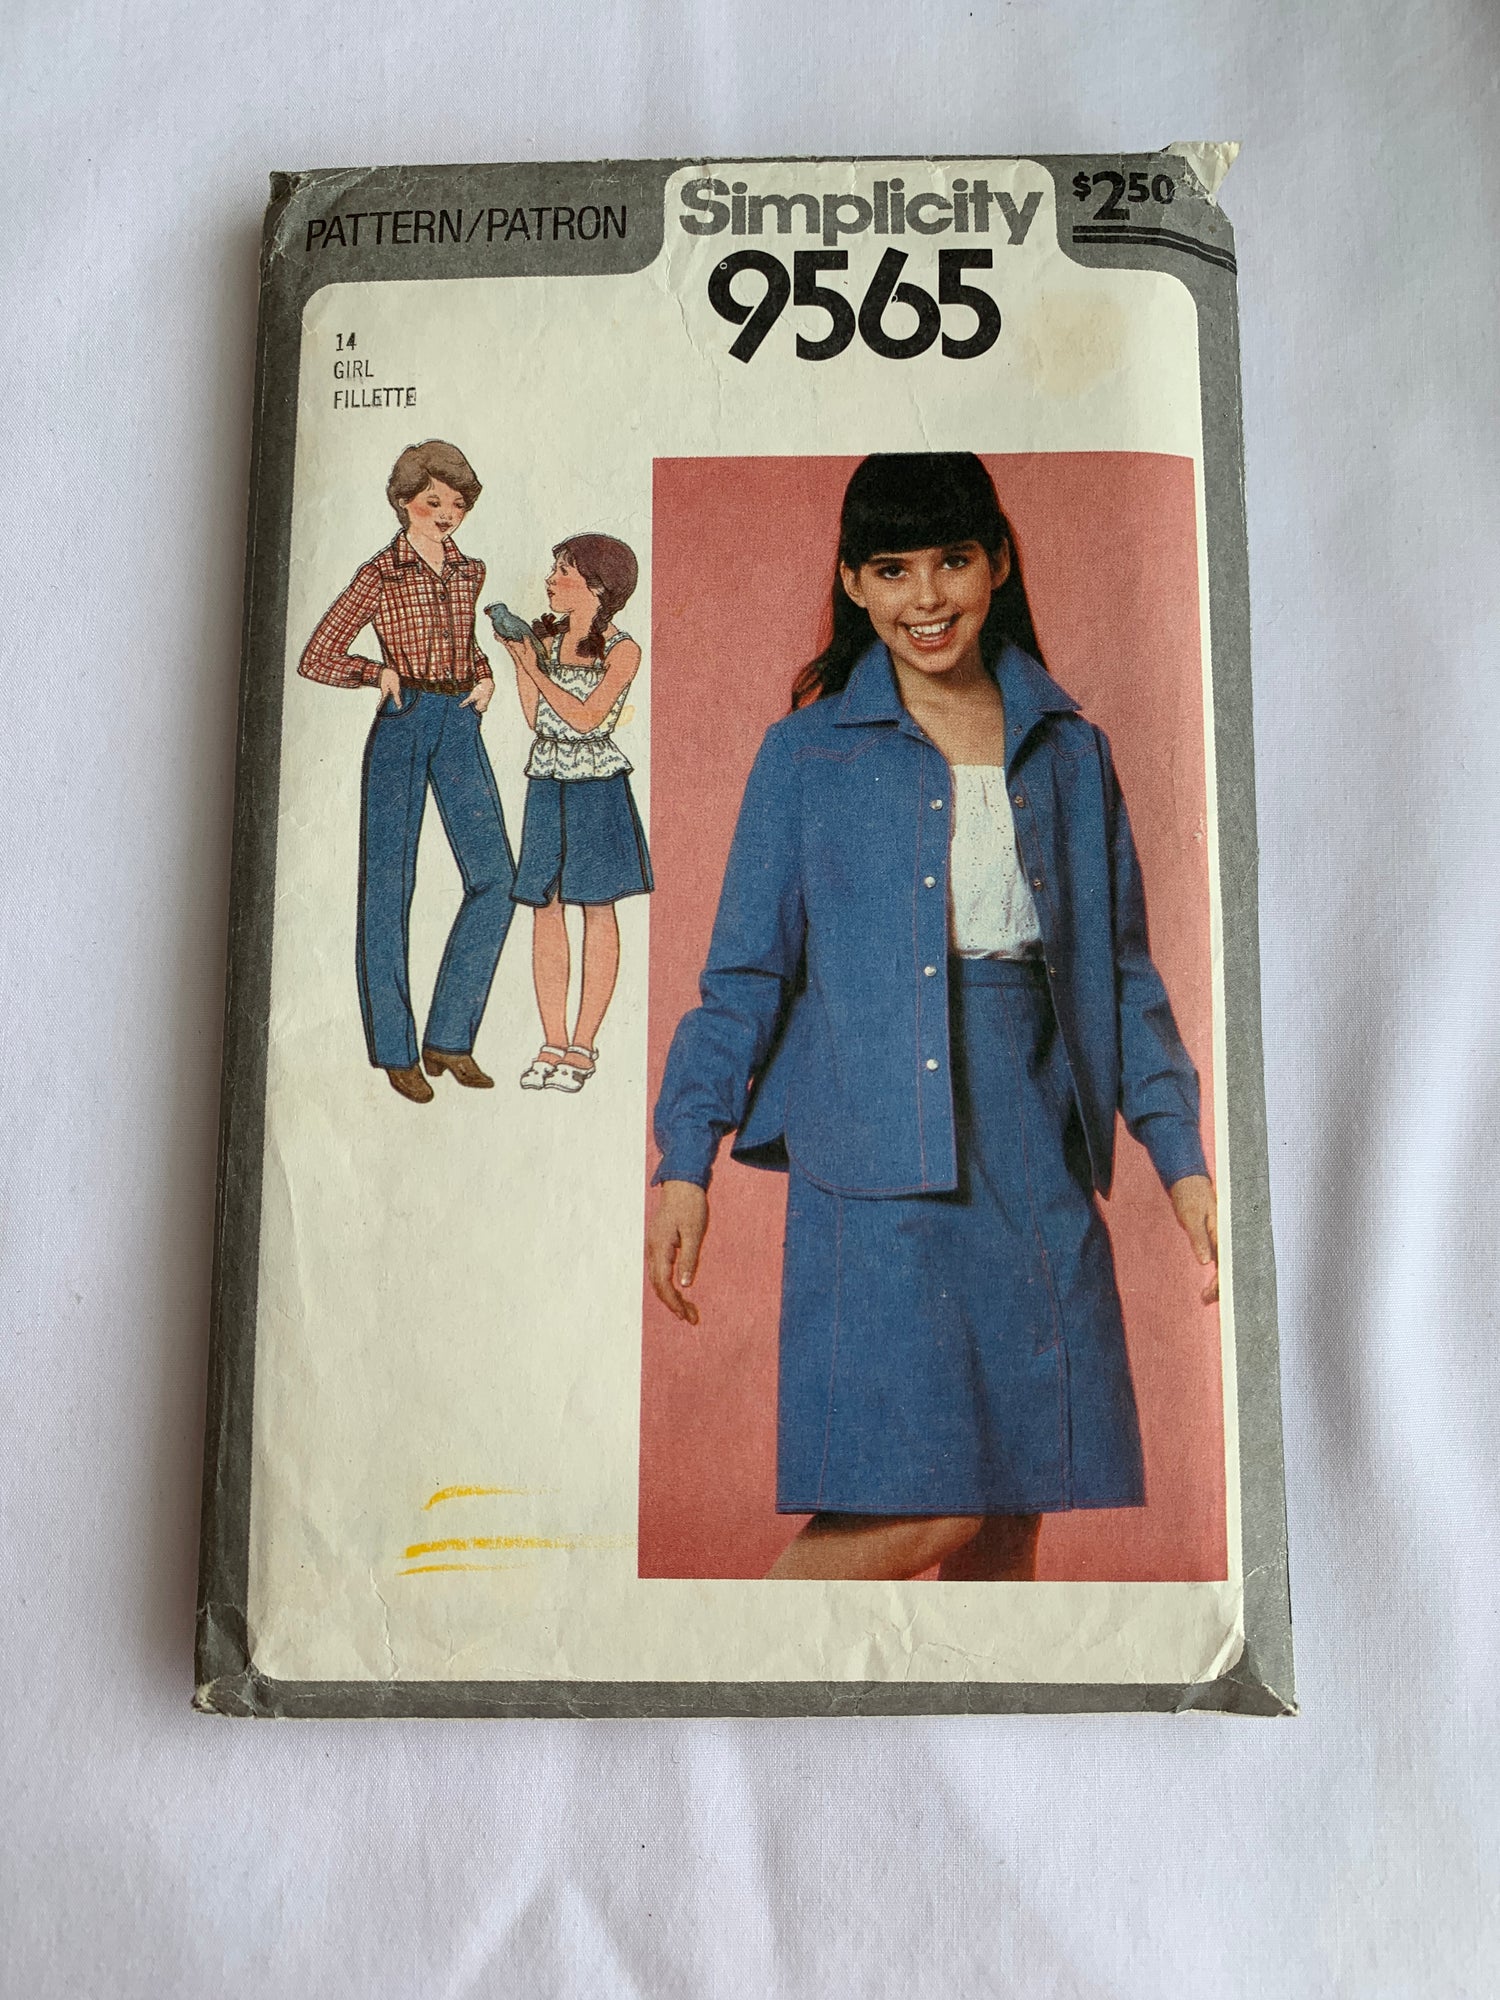 PATTERN/PATRON
Simplicity
$2.50
9565
14
GIRL
FILLETTE